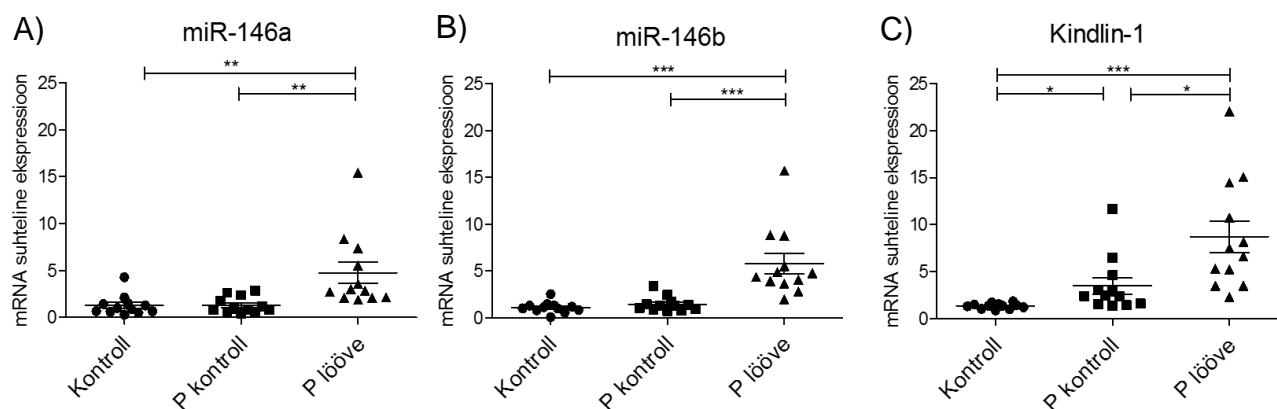 A)
miR-146a
**
**
mRNA suhteline ekspressioon
25
20
15
10
5
0
Kontroll
P kontroll
P lööve
B)
miR-146b
***
***
mRNA suhteline ekspressioon
25
20
15
10
5
0
Kontroll
P kontroll
P lööve
C)
Kindlin-1
***
*
*
mRNA suhteline ekspressioon
25
20
15
10
5
0
Kontroll
P kontroll
P lööve